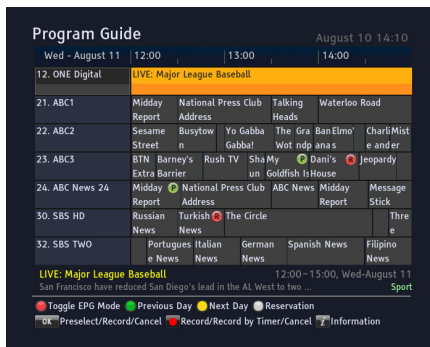 Program Guide
August 10 14:10
Wed - August 11 12:00 13:00 14:00
12. ONE Digital LIVE: Major League Baseball
21. ABC1 Midday National Press Club Talking Waterloo Road
Report Address Heads
22. ABC2 Sesame Busytow Yo Gabba The Gra Ban Elmo' Charli Mist
Street n Gabba! Wot ndp ana s e and er
23. ABC3 BTN Barney's Rush TV Sha My P Dani's R Jeopardy
Extra Barrier un Goldfish Is House
24. ABC News 24 Midday P National Press Club ABC News Midday Message
Report Address Report Stick
30. SBS HD Russian Turkish R The Circle Thre
News News e
32. SBS TWO Portugues Italian German Spanish News Filipino
e News News News News
LIVE: Major League Baseball 12:00~15:00, Wed-August 11
San Francisco have reduced San Diego's lead in the AL West to two ... Sport
Toggle EPG Mode Previous Day Next Day Reservation
OK Preselect/Record/Cancel Record/Record by Timer/Cancel i Information